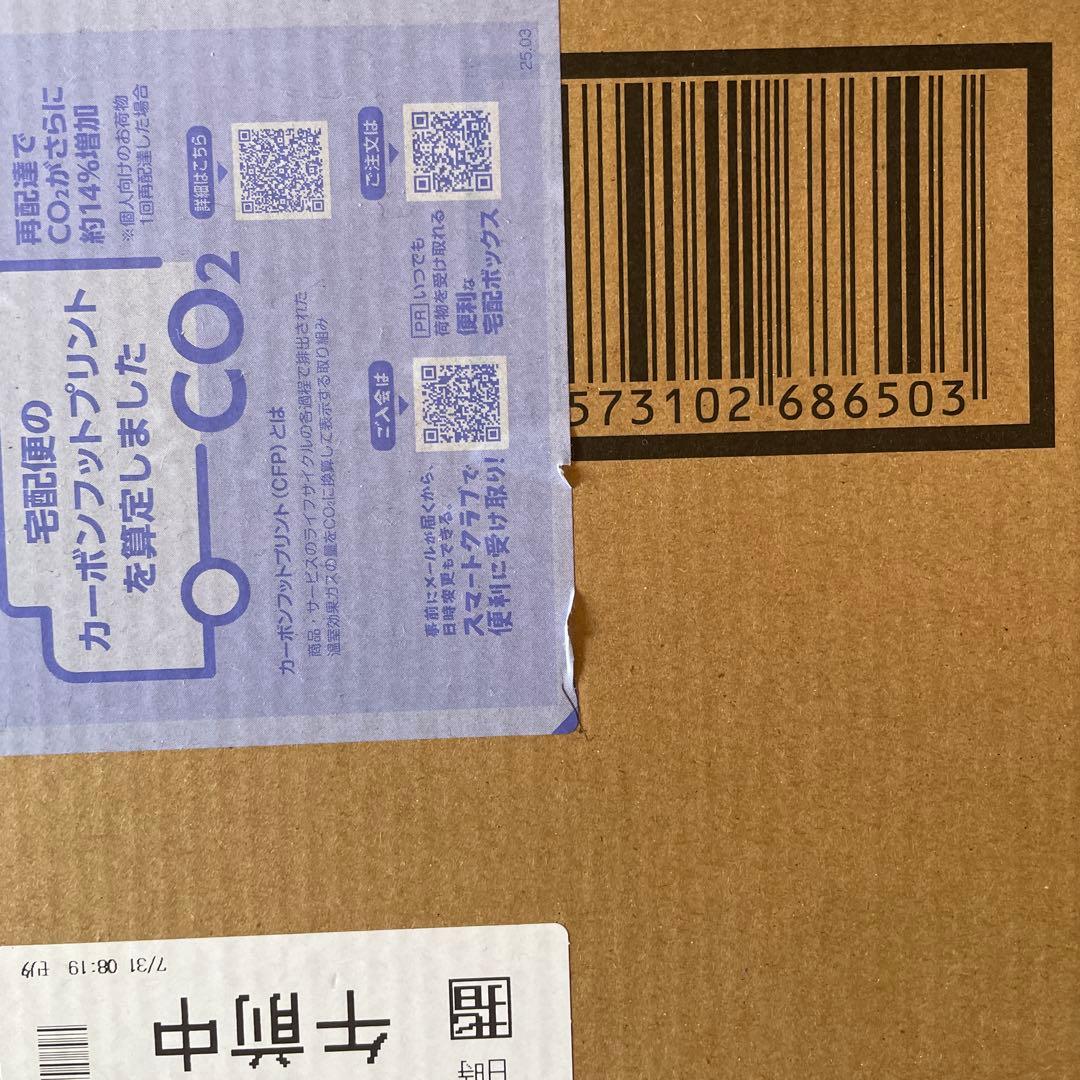 宅配便の
カーボンフットプリント
を算定しました
CO₂
再配達で
CO₂がさらに
約14%増加
※個人向けのお荷物
1回再配達した場合
詳細はこちら
カーボンフットプリント(CFP)とは
商品・サービスのライフサイクルの各過程で排出された
温室効果ガスの量をCO₂に換算して表示する取り組み
事前にメールが届くから、
日時変更もできる。
スマートクラブで
便利に受け取り!
ご入会は
PR いつでも
荷物を受け取れる
便利な
宅配ボックス
ご注文は
25.03
573102 686503
7/31 08:19
午前中
指
日時